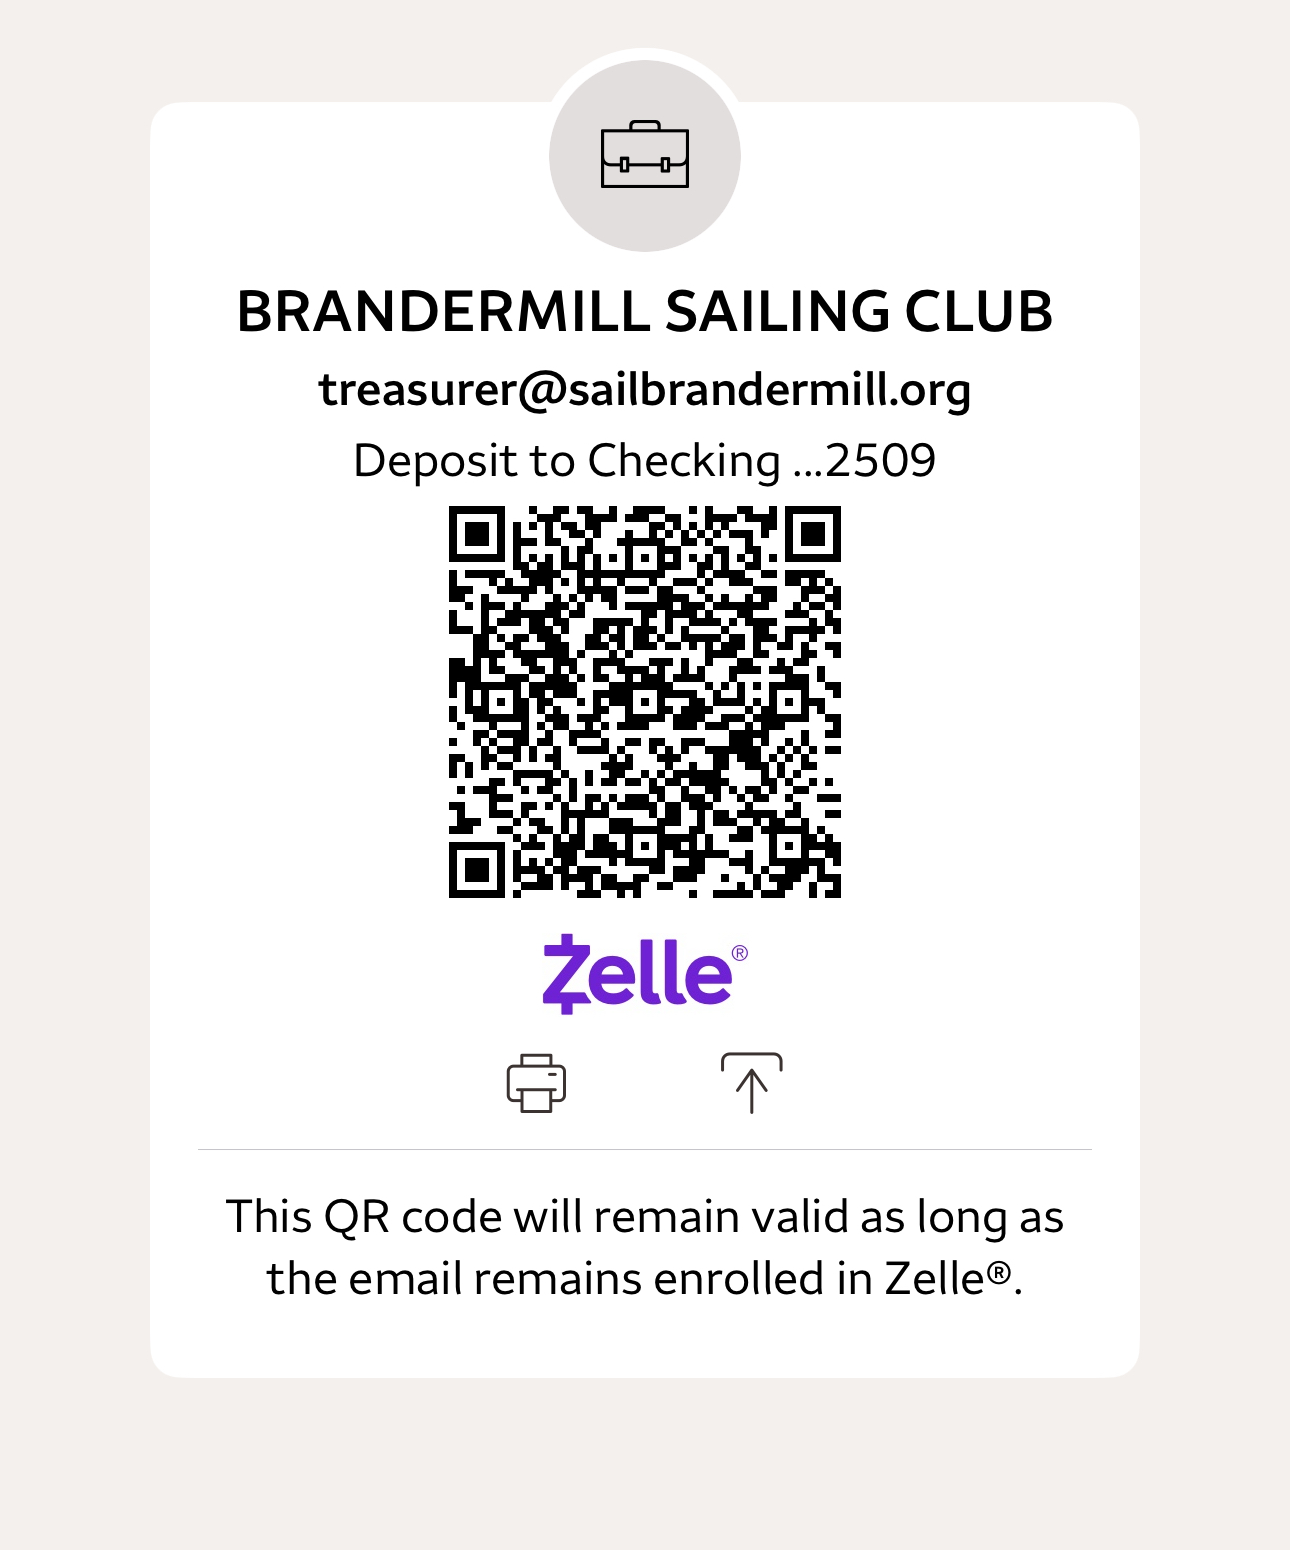 BRANDERMILL SAILING CLUB
treasurer@sailbrandermill.org
Deposit to Checking ...2509
Zelle®
This QR code will remain valid as long as
the email remains enrolled in Zelle®.